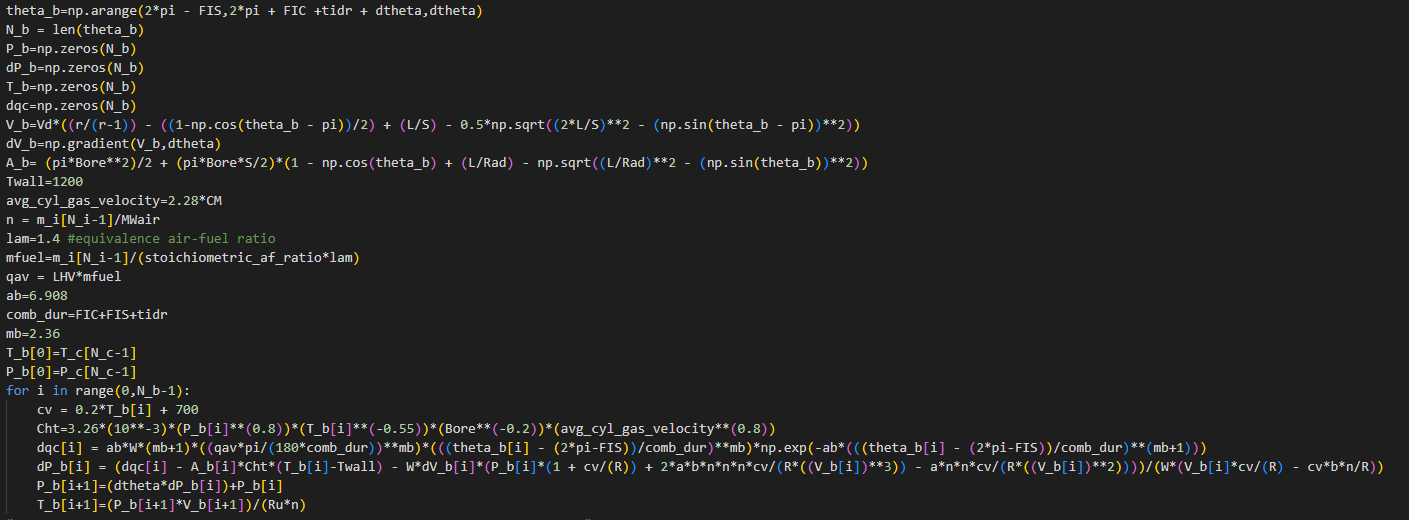 theta_b=np.arange(2*pi - FIS,2*pi + FIC +tidr + dtheta,dtheta)
N_b = len(theta_b)
P_b=np.zeros(N_b)
dP_b=np.zeros(N_b)
T_b=np.zeros(N_b)
dqc=np.zeros(N_b)
V_b=Vd*((r/(r-1)) - ((1-np.cos(theta_b - pi))/2) + (L/S) - 0.5*np.sqrt((2*L/S)**2 - (np.sin(theta_b - pi))**2))
dV_b=np.gradient(V_b,dtheta)
A_b= (pi*Bore**2)/2 + (pi*Bore*S/2)*(1 - np.cos(theta_b) + (L/Rad) - np.sqrt((L/Rad)**2 - (np.sin(theta_b))**2))
Twall=1200
avg_cyl_gas_velocity=2.28*CM
n = m_i[N_i-1]/MWair
lam=1.4 #equivalence air-fuel ratio
mfuel=m_i[N_i-1]/(stoichiometric_af_ratio*lam)
qav = LHV*mfuel
ab=6.908
comb_dur=FIC+FIS+tidr
mb=2.36
T_b[0]=T_c[N_c-1]
P_b[0]=P_c[N_c-1]
for i in range(0,N_b-1):
    cv = 0.2*T_b[i] + 700
    Cht=3.26*(10**-3)*(P_b[i]**(0.8))*(T_b[i]**(-0.55))*(Bore**(-0.2))*(avg_cyl_gas_velocity**(0.8))
    dqc[i] = ab*W*(mb+1)*((qav*pi/(180*comb_dur))**mb)*(((theta_b[i] - (2*pi-FIS))/comb_dur)**mb)*np.exp(-ab*(((theta_b[i] - (2*pi-FIS))/comb_dur)**(mb+1)))
    dP_b[i] = (dqc[i] - A_b[i]*Cht*(T_b[i]-Twall) - W*dV_b[i]*(P_b[i]*(1 + cv/(R)) + 2*a*b*n*n*n*cv/(R*((V_b[i])**3)) - a*n*n*cv/(R*((V_b[i])**2))))/(W*(V_b[i]*cv/(R) - cv*b*n/R))
    P_b[i+1]=(dtheta*dP_b[i])+P_b[i]
    T_b[i+1]=(P_b[i+1]*V_b[i+1])/(Ru*n)